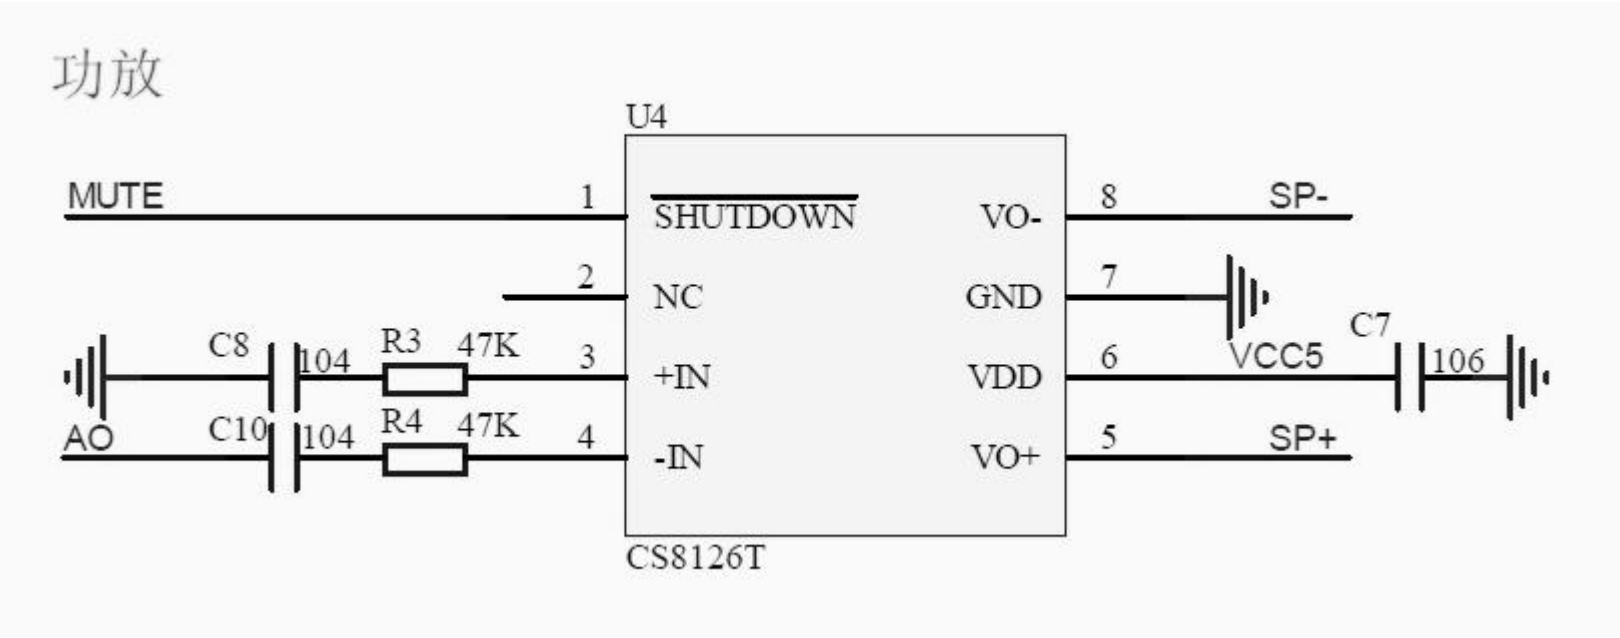 功放
U4
MUTE 1 SHUTDOWN VO- 8 SP-
2 NC GND 7
C8 104 R3 47K 3 +IN VDD 6 VCC5 C7 106
AO C10 104 R4 47K 4 -IN VO+ 5 SP+
CS8126T